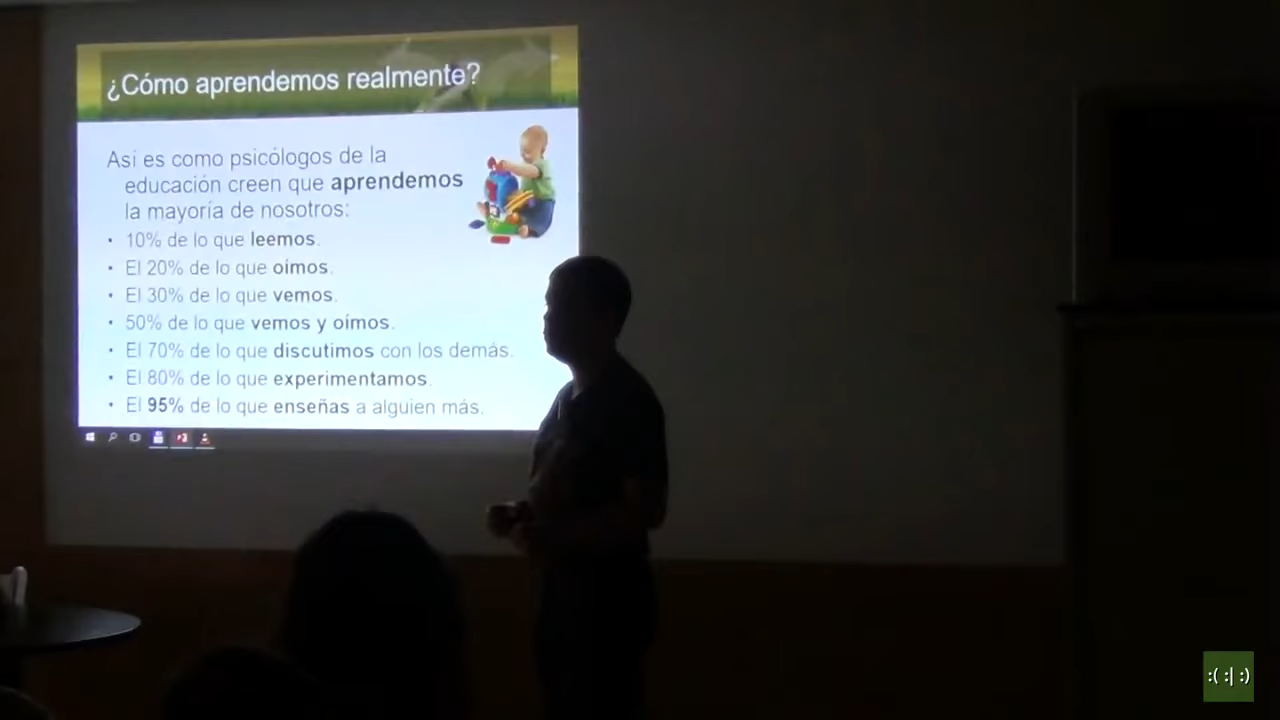 ¿Cómo aprendemos realmente?
Así es como psicólogos de la
educación creen que aprendemos
la mayoría de nosotros:
• 10% de lo que leemos.
• El 20% de lo que oímos.
• El 30% de lo que vemos.
• 50% de lo que vemos y oímos.
• El 70% de lo que discutimos con los demás.
• El 80% de lo que experimentamos.
• El 95% de lo que enseñas a alguien más.
:( :| :)